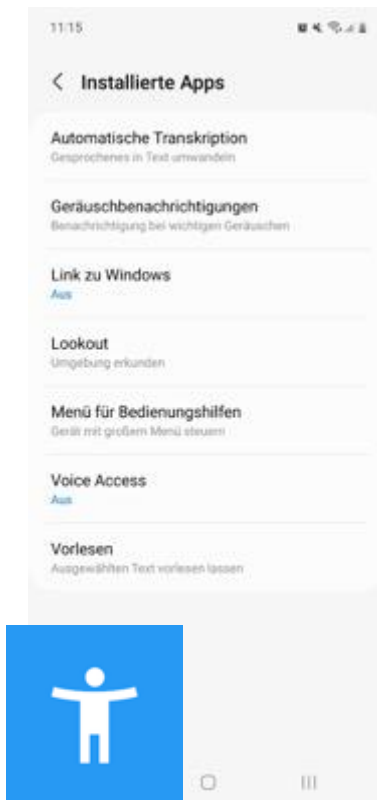 11:15
Installierte Apps
Automatische Transkription
Gesprochenes in Text umwandeln
Geräuschbenachrichtigungen
Benachrichtigung bei wichtigen Geräuschen
Link zu Windows
Aus
Lookout
Umgebung erkunden
Menü für Bedienungshilfen
Gerät mit großem Menü steuern
Voice Access
Aus
Vorlesen
Ausgewählten Text vorlesen lassen